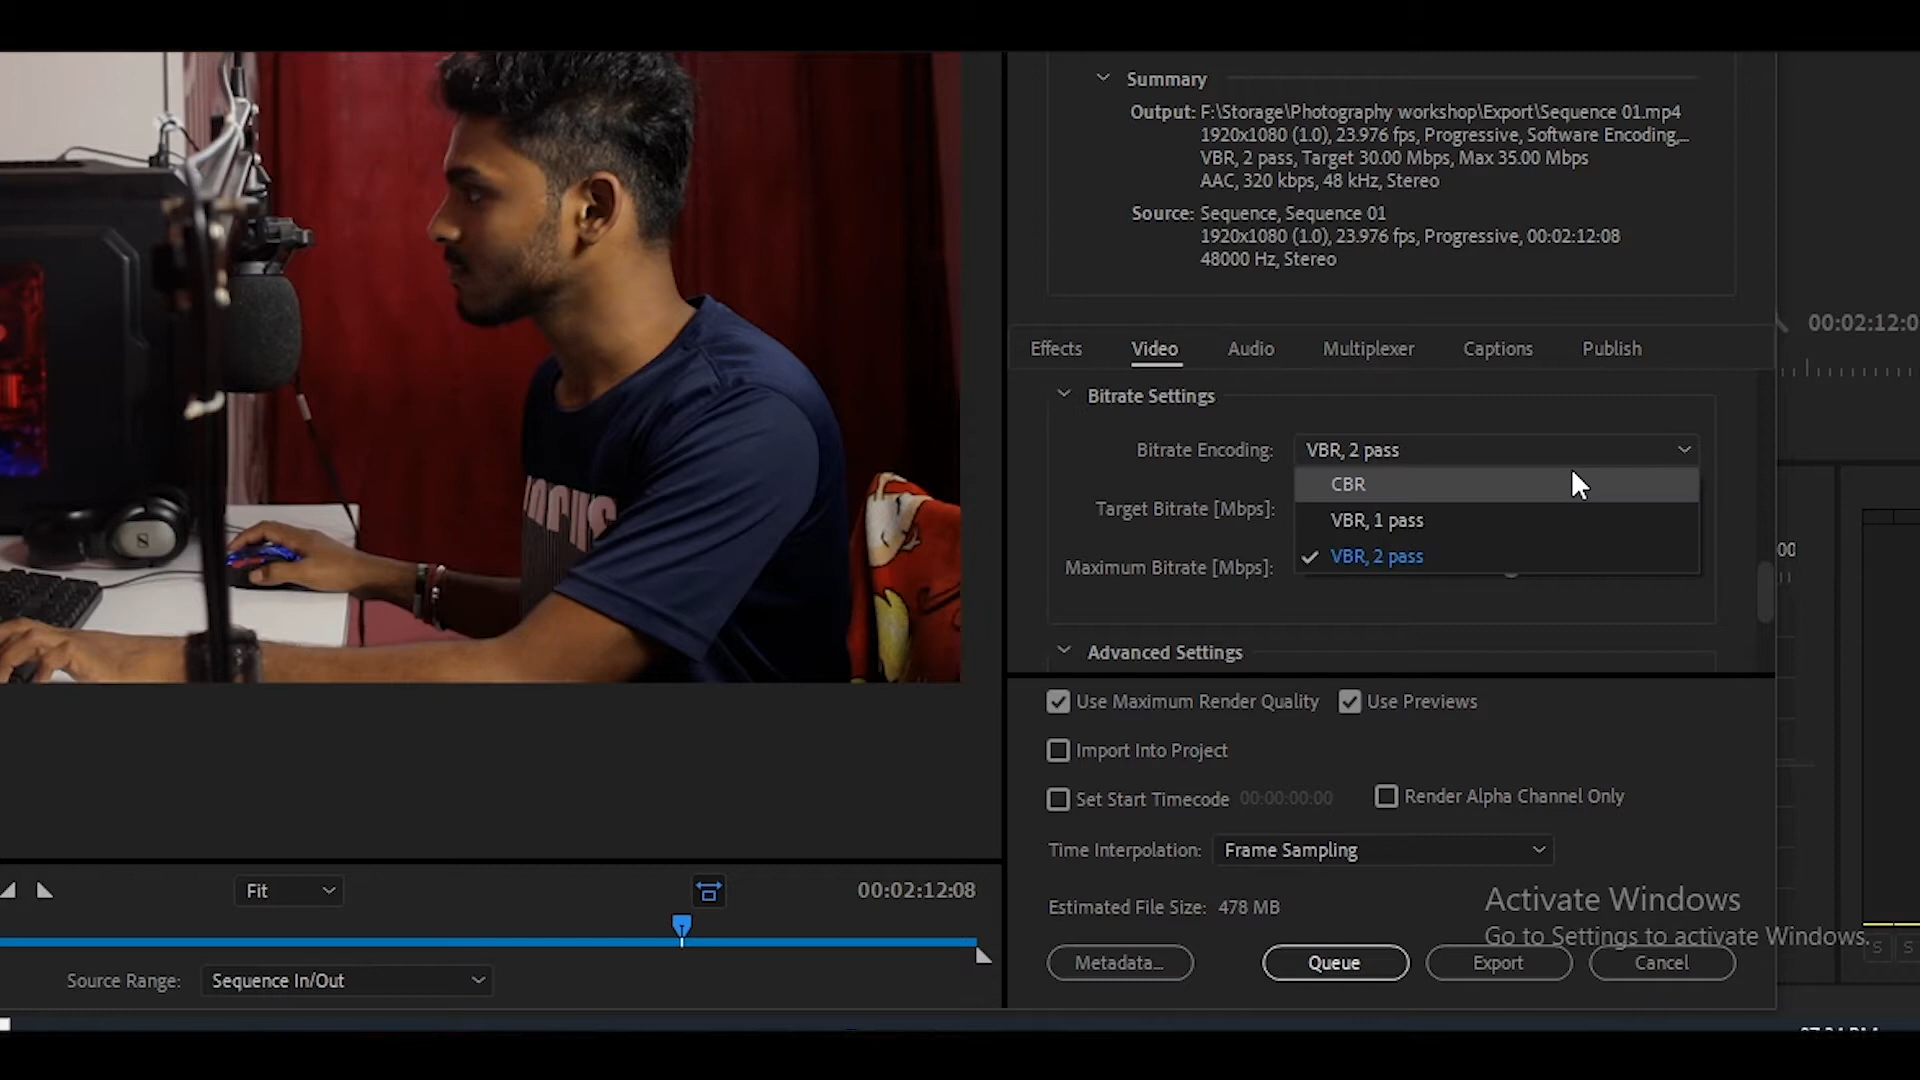 Summary
Output: F:\Storage\Photography workshop\Export\Sequence 01.mp4
1920x1080 (1.0), 23.976 fps, Progressive, Software Encoding,...
VBR, 2 pass, Target 30.00 Mbps, Max 35.00 Mbps
AAC, 320 kbps, 48 kHz, Stereo
Source: Sequence, Sequence 01
1920x1080 (1.0), 23.976 fps, Progressive, 00:02:12:08
48000 Hz, Stereo
00:02:12:0
Effects Video Audio Multiplexer Captions Publish
Bitrate Settings
Bitrate Encoding: VBR, 2 pass
CBR
Target Bitrate [Mbps]:
VBR, 1 pass
VBR, 2 pass
Maximum Bitrate [Mbps]:
00
Advanced Settings
Use Maximum Render Quality Use Previews
Import Into Project
Set Start Timecode 00:00:00:00 Render Alpha Channel Only
Time Interpolation: Frame Sampling
Estimated File Size: 478 MB
Activate Windows
Go to Settings to activate Windows.
Metadata... Queue Export Cancel
S S
Fit 00:02:12:08
Source Range: Sequence In/Out